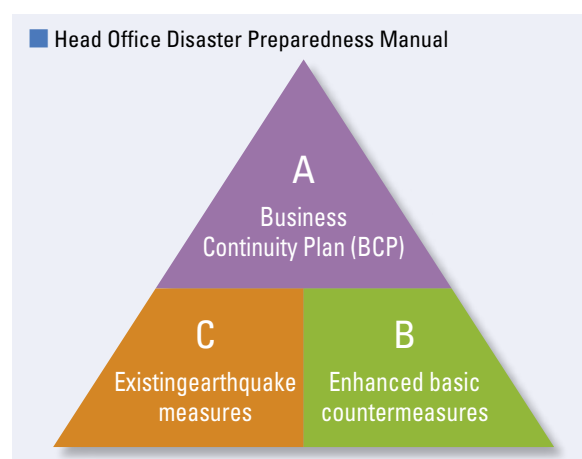 Head Office Disaster Preparedness Manual
A
Business
Continuity Plan (BCP)
C
Existingearthquake
measures
B
Enhanced basic
countermeasures